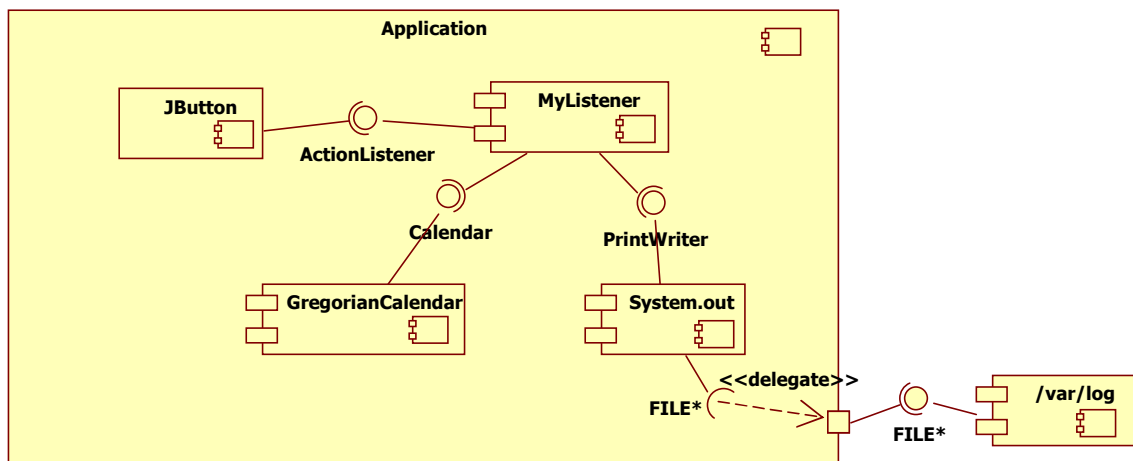 Application
JButton
MyListener
ActionListener
Calendar
PrintWriter
GregorianCalendar
System.out
<<delegate>>
FILE*
/var/log
FILE*